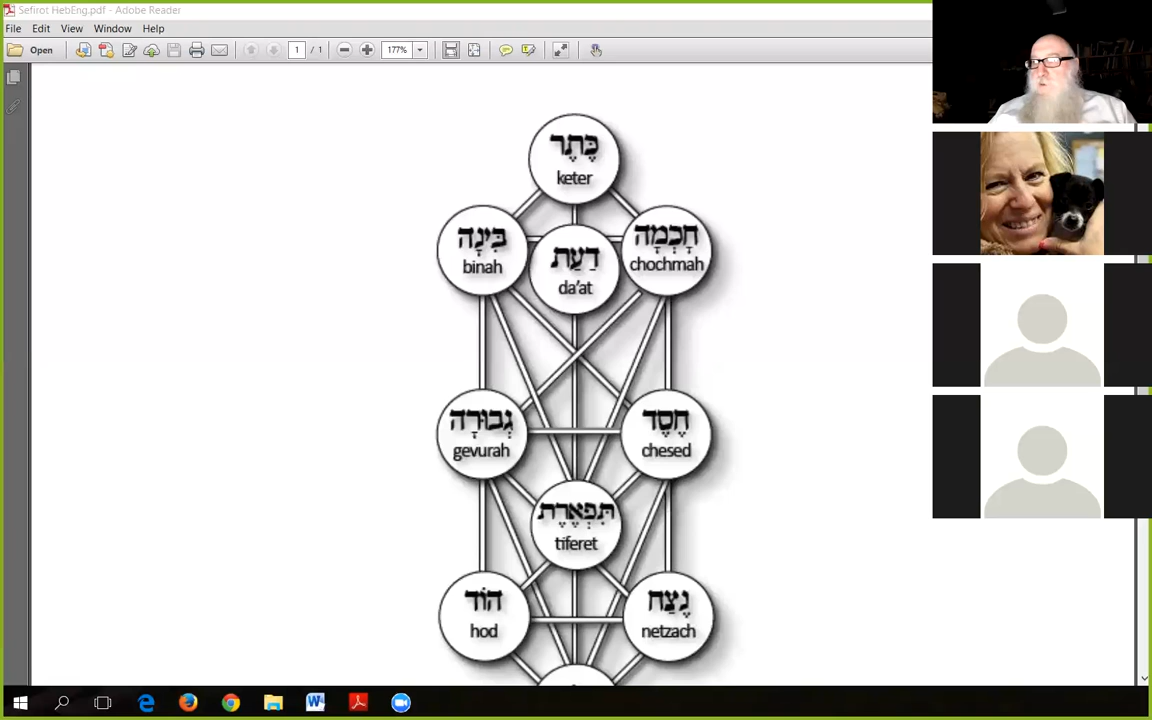 Sefirot HebEng.pdf - Adobe Reader
File Edit View Window Help
Open 1 / 1 177%
כֶּתֶר
keter
בִּינָה
binah
דַעַת
da'at
חָכְמָה
chochmah
גְבוּרָה
gevurah
חֶסֶד
chesed
תִּפְאֶרֶת
tiferet
הוֹד
hod
נֶצַח
netzach